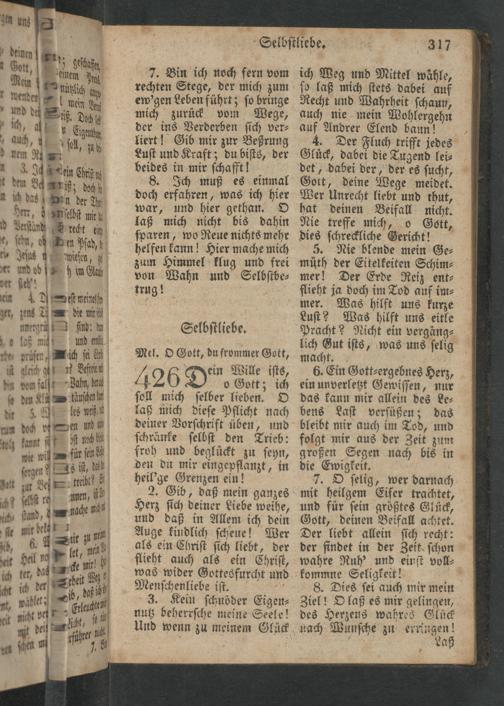 Selbstliebe. 317
7. Bin ich noch fern vom
rechten Stege, der mich zum
ew'gen Leben führt; so bringe
mich zurück vom Wege,
der ins Verderben sich ver-
liert! Gib mir zur Beßrung
Lust und Kraft; du bists, der
beides in mir schafft!
8. Ich muß es einmal
doch erfahren, was ich hier
war, und hier gethan. O
laß mich nicht bis dahin
sparen, wo Reue nichts mehr
helfen kann! Hier mache mich
zum Himmel klug und frei
von Wahn und Selbstbe-
trug!
Selbstliebe.
Mel. O Gott, du frommer Gott,
426 Dein Wille ists,
o Gott; ich
soll mich selber lieben. O
laß mich diese Pflicht nach
deiner Vorschrift üben, und
schränke selbst den Trieb:
froh und beglückt zu seyn,
den du mir eingepflanzt, in
heil'ge Grenzen ein!
2. Gib, daß mein ganzes
Herz sich deiner Liebe weihe,
und daß in Allem ich dein
Auge kindlich scheue! Wer
als ein Christ sich liebt, der
flieht auch als ein Christ,
was wider Gottesfurcht und
Menschenliebe ist.
3. Kein schnöder Eigen-
nutz beherrsche meine Seele!
Und wenn zu meinem Glück
ich Weg und Mittel wähle,
so laß mich stets dabei auf
Recht und Wahrheit schaun,
auch nie mein Wohlergehn
auf Andrer Elend baun!
4. Der Fluch trifft jedes
Glück, dabei die Tugend lei-
det, dabei der, der es sucht,
Gott, deine Wege meidet.
Wer Unrecht liebt und thut,
hat deinen Beifall nicht.
Nie treffe mich, o Gott,
dies schreckliche Gericht!
5. Nie blende mein Ge-
müth der Eitelkeiten Schim-
mer! Der Erde Reiz ent-
flieht ja doch im Tod auf im-
mer. Was hilft uns kurze
Lust? Was hilft uns eitle
Pracht? Nicht ein vergäng-
lich Gut ists, was uns selig
macht.
6. Ein Gott-ergebnes Herz,
ein unverletzt Gewissen, nur
das kann mir allein des Le-
bens Last versüßen; das
bleibt mir auch im Tod, und
folgt mir aus der Zeit zum
großen Segen nach bis in
die Ewigkeit.
7. O selig, wer darnach
mit heilgem Eifer trachtet,
und für sein größtes Glück,
Gott, deinen Beifall achtet.
Der liebt allein sich recht:
der findet in der Zeit schon
wahre Ruh' und einst voll-
kommne Seligkeit!
8. Dies sei auch mir mein
Ziel! O laß es mir gelingen,
des Herzens wahres Glück
nach Wunsche zu erringen!
Laß